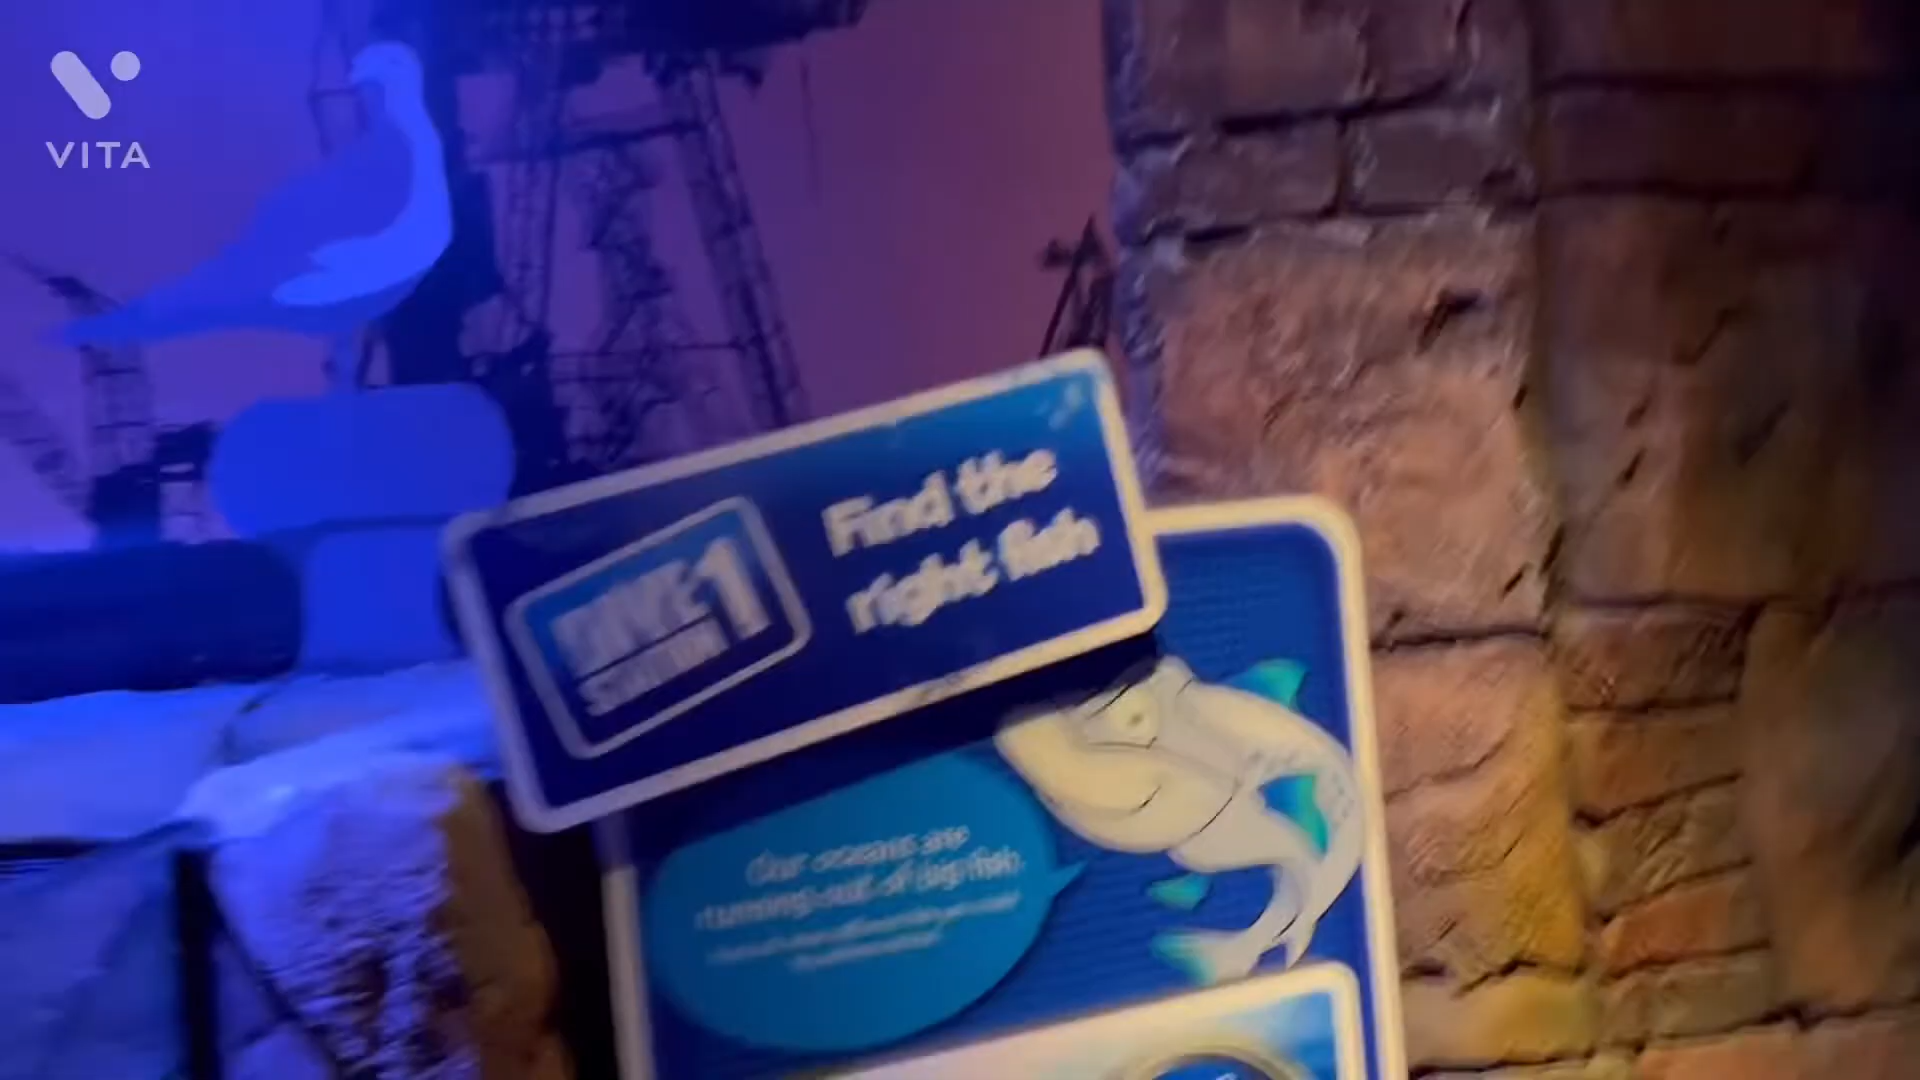 VITA
DIVE 1
STATION
Find the
right fish
Our oceans are
running out of big fish.